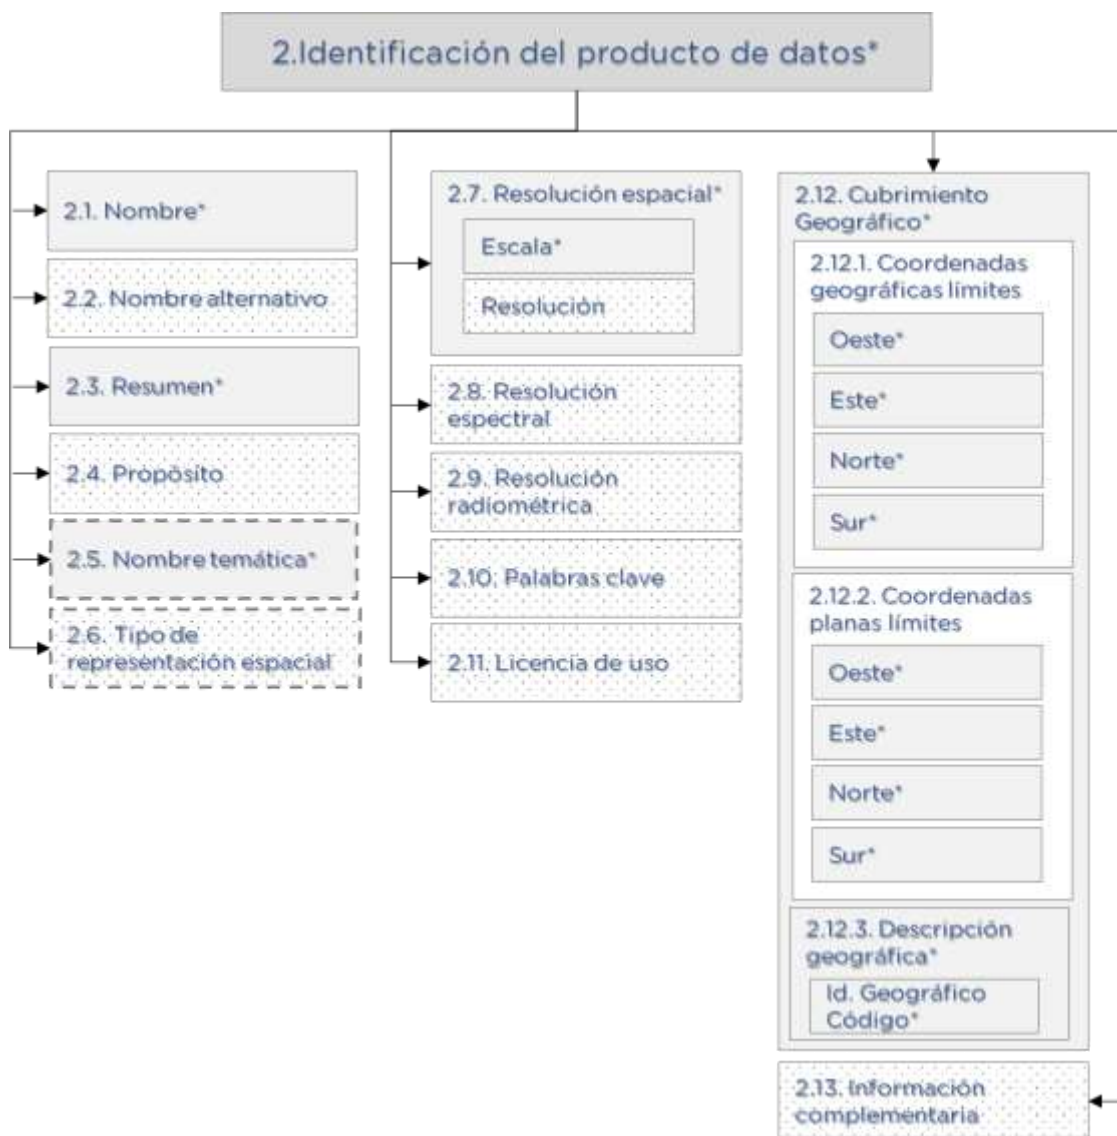 2.Identificación del producto de datos*
2.1. Nombre*
2.2. Nombre alternativo
2.3. Resumen*
2.4. Propósito
2.5. Nombre temática*
2.6. Tipo de
representación espacial
2.7. Resolución espacial*
Escala*
Resolución
2.8. Resolución
espectral
2.9. Resolución
radiométrica
2.10. Palabras clave
2.11. Licencia de uso
2.12. Cubrimiento
Geográfico*
2.12.1. Coordenadas
geográficas límites
Oeste*
Este*
Norte*
Sur*
2.12.2. Coordenadas
planas límites
Oeste*
Este*
Norte*
Sur*
2.12.3. Descripción
geográfica*
Id. Geográfico
Código*
2.13. Información
complementaria